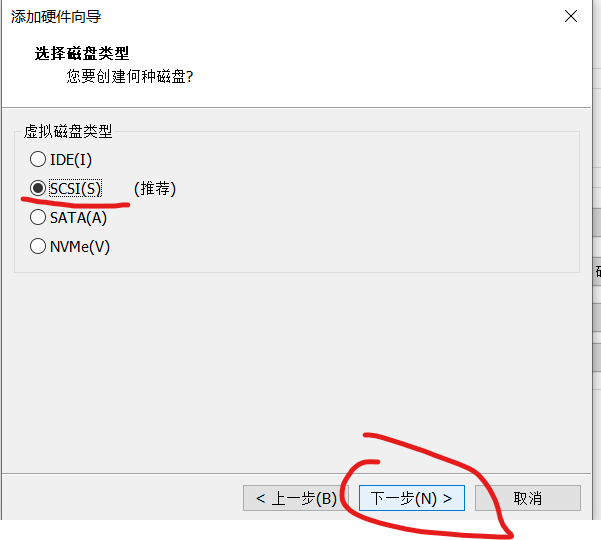 添加硬件向导
选择磁盘类型
您要创建何种磁盘?
虚拟磁盘类型
IDE(I)
SCSI(S) (推荐)
SATA(A)
NVMe(V)
< 上一步(B) 下一步(N) > 取消